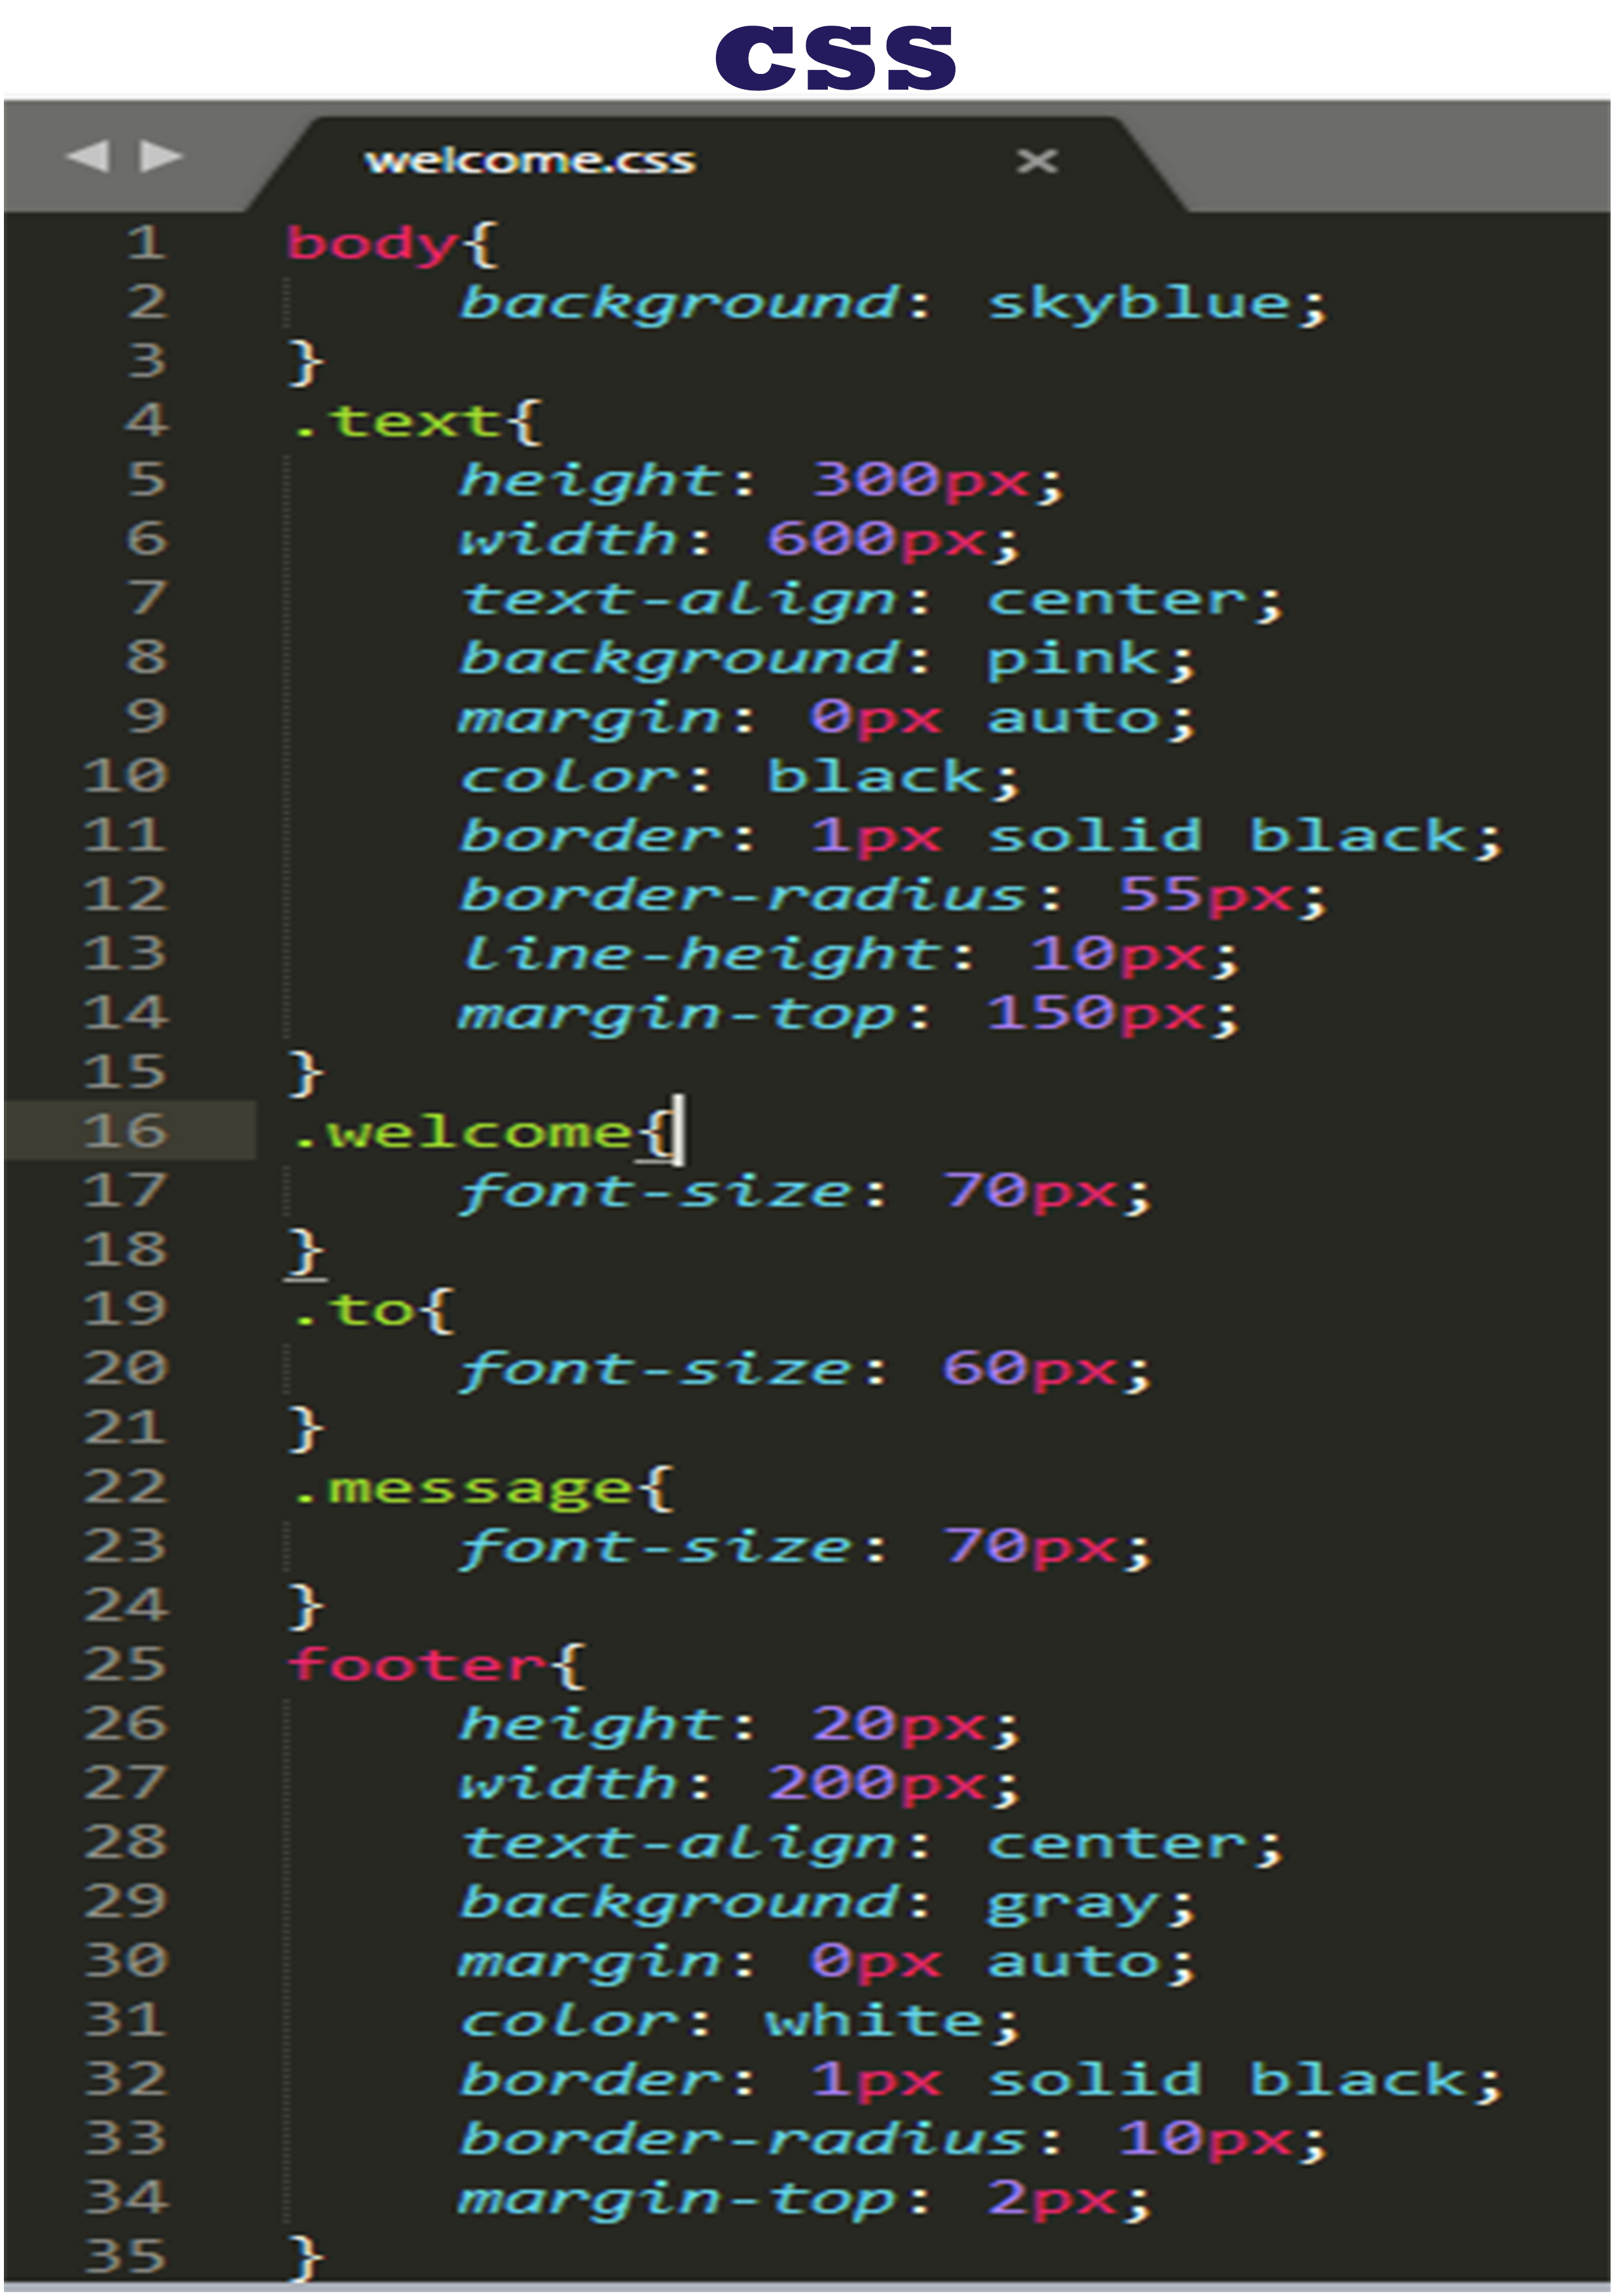 css
welcome.css ×
1 body{
2 background: skyblue;
3 }
4 .text{
5 height: 300px;
6 width: 600px;
7 text-align: center;
8 background: pink;
9 margin: 0px auto;
10 color: black;
11 border: 1px solid black;
12 border-radius: 55px;
13 line-height: 10px;
14 margin-top: 150px;
15 }
16 .welcome{
17 font-size: 70px;
18 }
19 .to{
20 font-size: 60px;
21 }
22 .message{
23 font-size: 70px;
24 }
25 footer{
26 height: 20px;
27 width: 200px;
28 text-align: center;
29 background: gray;
30 margin: 0px auto;
31 color: white;
32 border: 1px solid black;
33 border-radius: 10px;
34 margin-top: 2px;
35 }